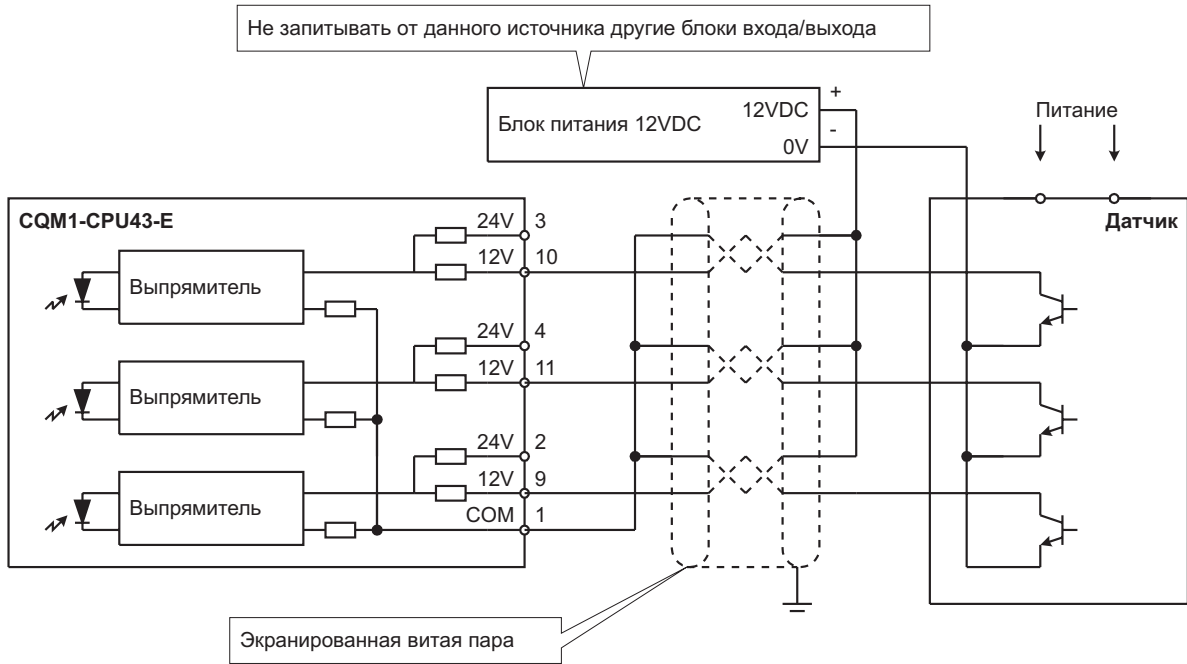 Не запитывать от данного источника другие блоки входа/выхода
Блок питания 12VDC
12VDC
+
-
0V
Питание
CQM1-CPU43-E
Датчик
24V 3
12V 10
Выпрямитель
24V 4
12V 11
Выпрямитель
24V 2
12V 9
Выпрямитель
COM 1
Экранированная витая пара